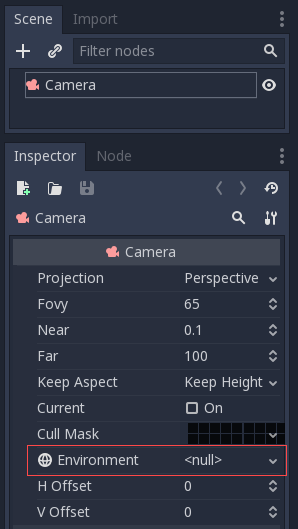 Scene Import
Filter nodes
Camera
Inspector Node
Camera
Camera
Projection Perspective
Fovy 65
Near 0.1
Far 100
Keep Aspect Keep Height
Current On
Cull Mask
Environment <null>
H Offset 0
V Offset 0